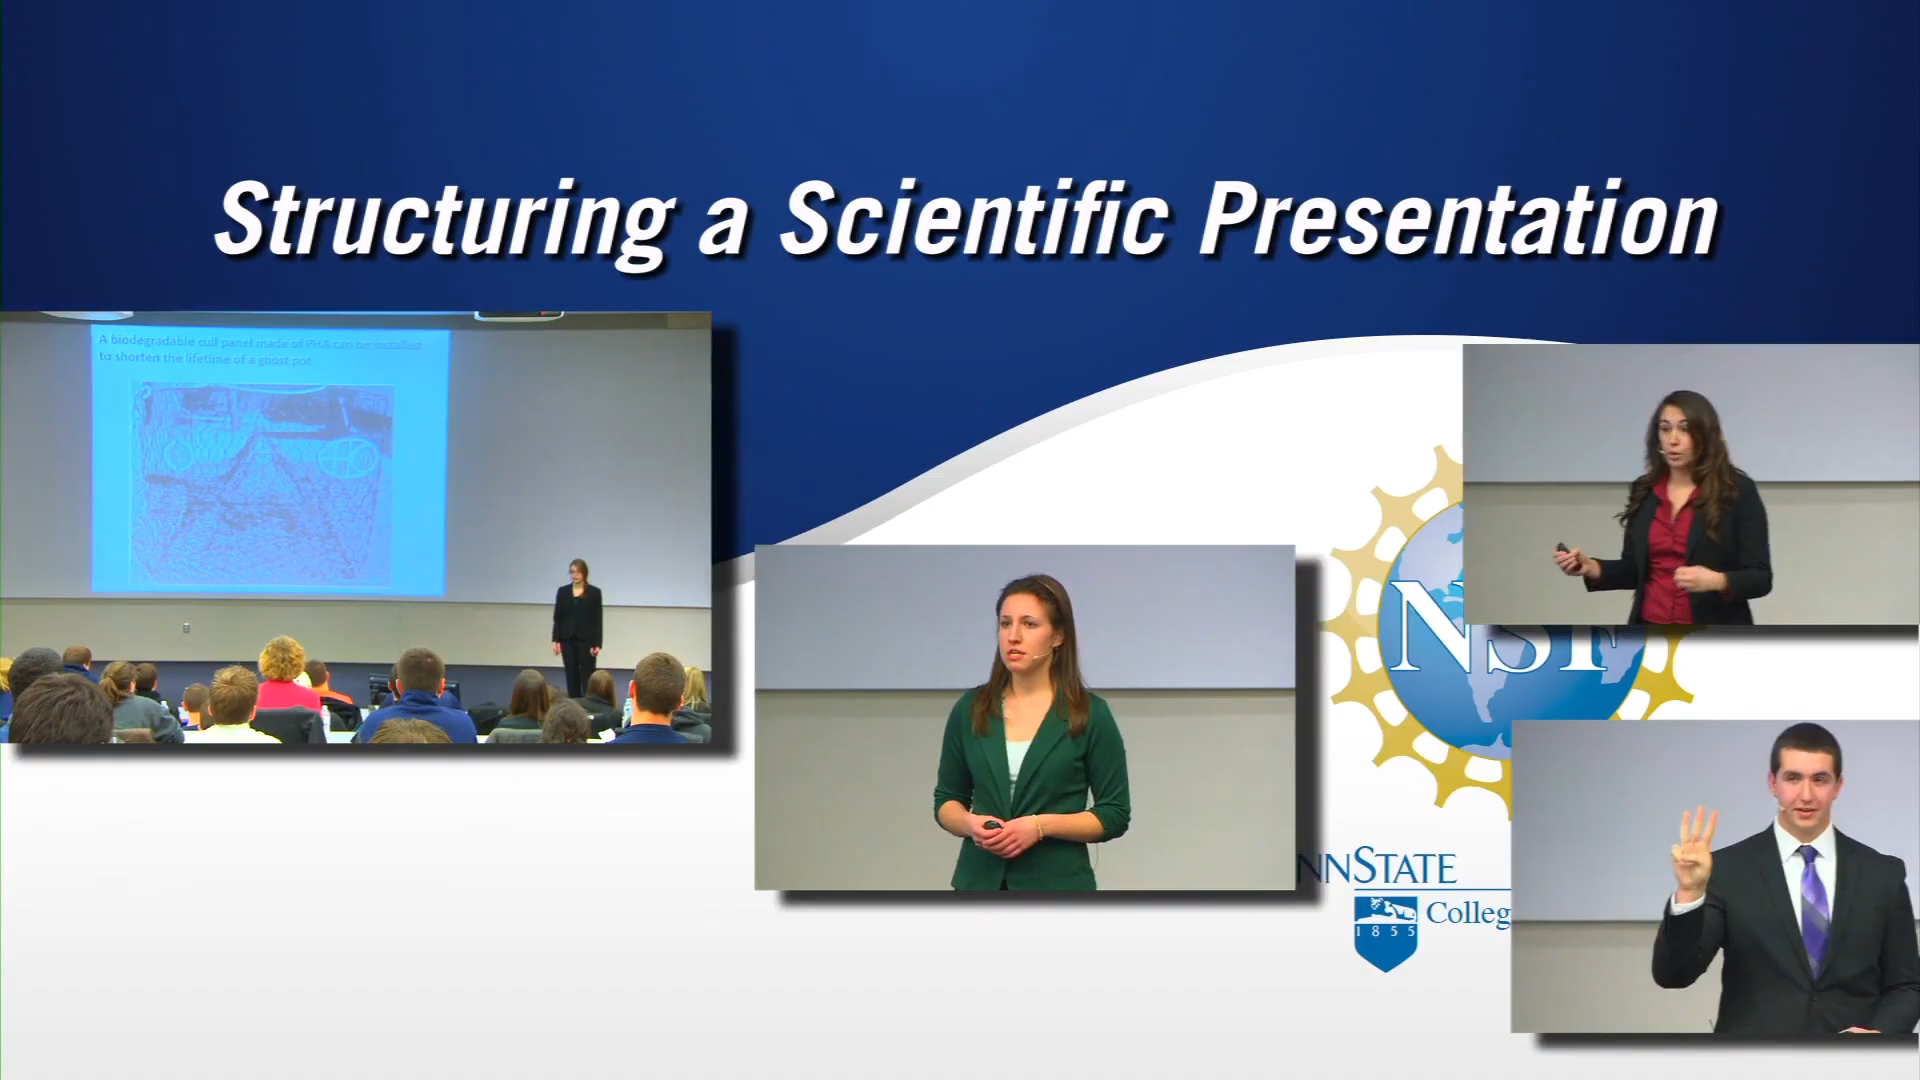 Structuring a Scientific Presentation
A biodegradable cull panel made of PHA can be installed
to shorten the lifetime of a ghost pot
NSF
NNSTATE
Colleg
1855